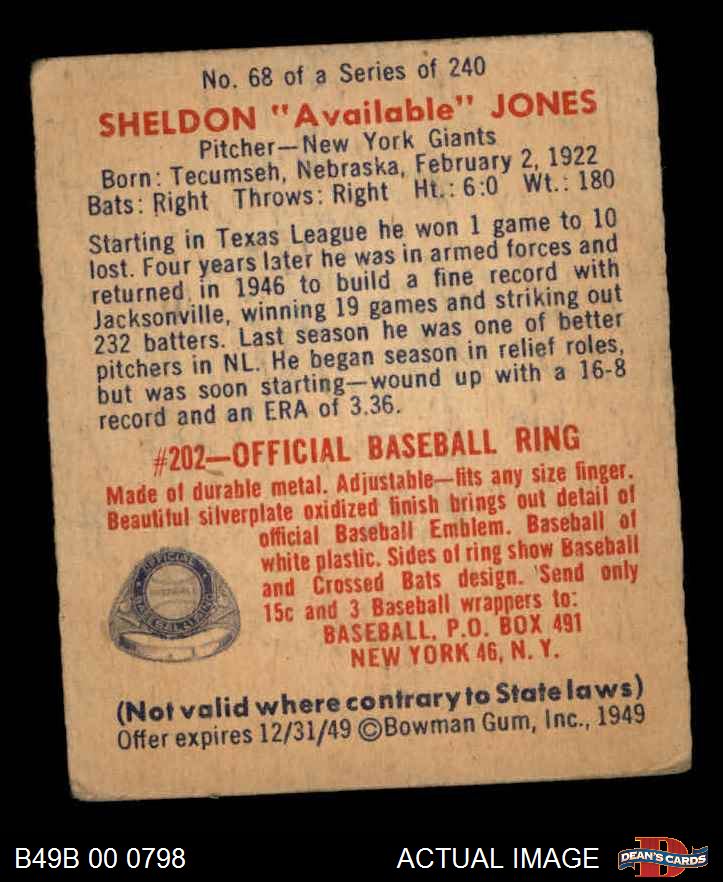 No. 68 of a Series of 240
SHELDON "Available" JONES
Pitcher—New York Giants
Born: Tecumseh, Nebraska, February 2, 1922
Bats: Right Throws: Right Ht.: 6:0 Wt.: 180
Starting in Texas League he won 1 game to 10
lost. Four years later he was in armed forces and
returned in 1946 to build a fine record with
Jacksonville, winning 19 games and striking out
232 batters. Last season he was one of better
pitchers in NL. He began season in relief roles,
but was soon starting—wound up with a 16-8
record and an ERA of 3.36.
#202—OFFICIAL BASEBALL RING
Made of durable metal. Adjustable—fits any size finger.
Beautiful silverplate oxidized finish brings out detail of
official Baseball Emblem. Baseball of
white plastic. Sides of ring show Baseball
and Crossed Bats design. Send only
15c and 3 Baseball wrappers to:
BASEBALL, P.O. BOX 491
NEW YORK 46, N. Y.
OFFICIAL
(Not valid where contrary to State laws)
Offer expires 12/31/49 ©Bowman Gum, Inc., 1949
B49B 00 0798
ACTUAL IMAGE
D
DEAN'S CARDS